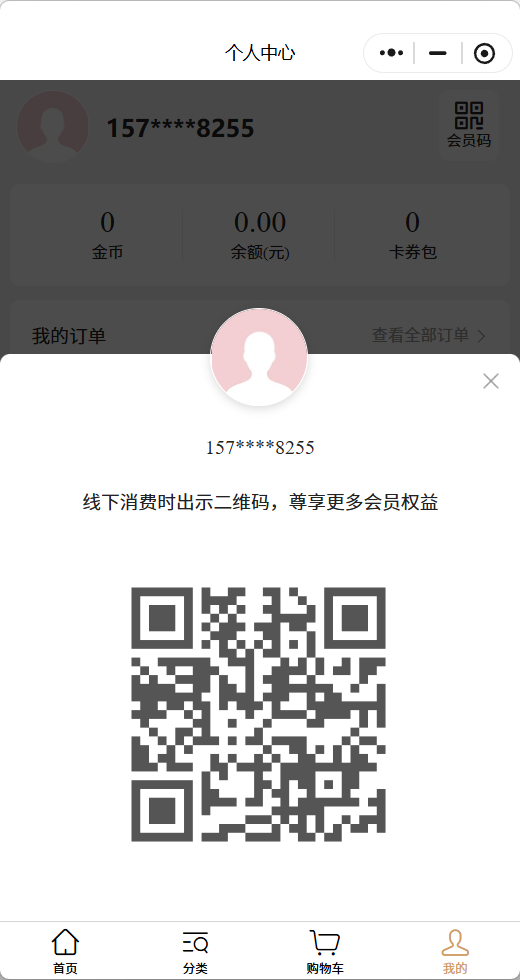 个人中心
157****8255
会员码
0
0.00
0
金币
余额(元)
卡券包
我的订单
查看全部订单
157****8255
线下消费时出示二维码，尊享更多会员权益
首页
分类
购物车
我的